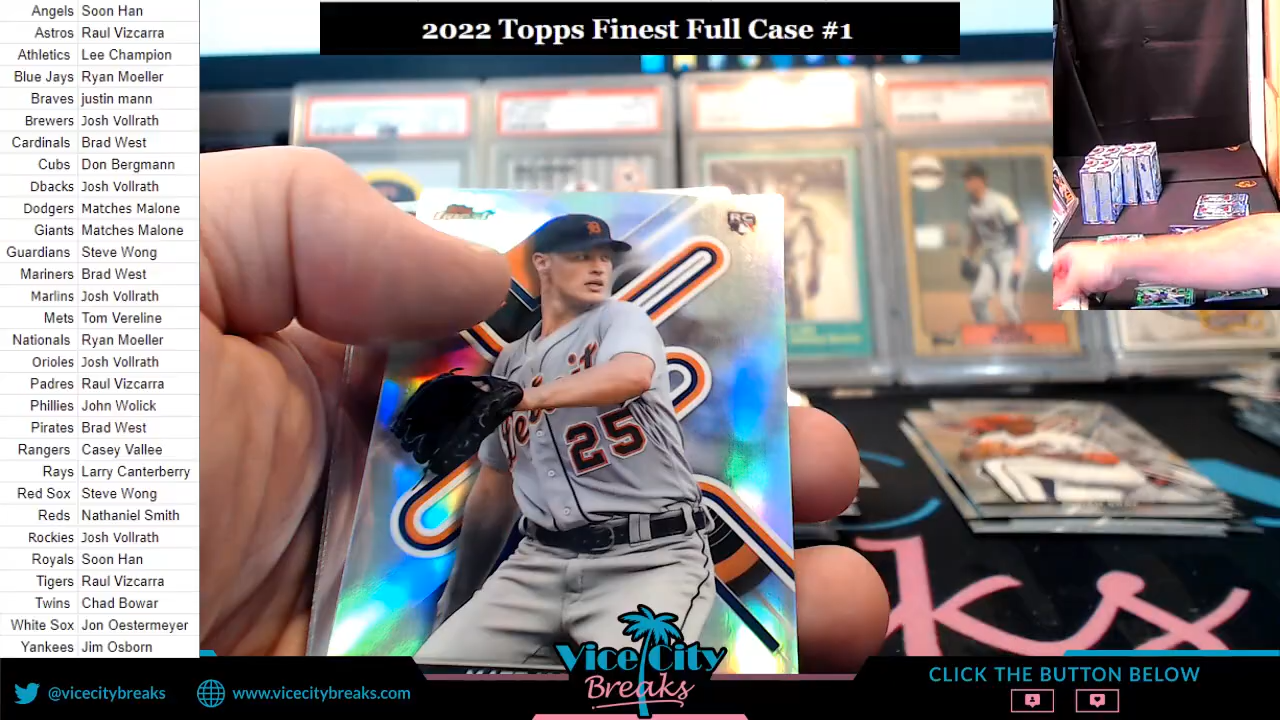 2022 Topps Finest Full Case #1
Angels Soon Han
Astros Raul Vizcarra
Athletics Lee Champion
Blue Jays Ryan Moeller
Braves justin mann
Brewers Josh Vollrath
Cardinals Brad West
Cubs Don Bergmann
Dbacks Josh Vollrath
Dodgers Matches Malone
Giants Matches Malone
Guardians Steve Wong
Mariners Brad West
Marlins Josh Vollrath
Mets Tom Vereline
Nationals Ryan Moeller
Orioles Josh Vollrath
Padres Raul Vizcarra
Phillies John Wolick
Pirates Brad West
Rangers Casey Vallee
Rays Larry Canterberry
Red Sox Steve Wong
Reds Nathaniel Smith
Rockies Josh Vollrath
Royals Soon Han
Tigers Raul Vizcarra
Twins Chad Bowar
White Sox Jon Oestermeyer
Yankees Jim Osborn
RC
25
Vice City
Breaks
@vicecitybreaks
www.vicecitybreaks.com
CLICK THE BUTTON BELOW